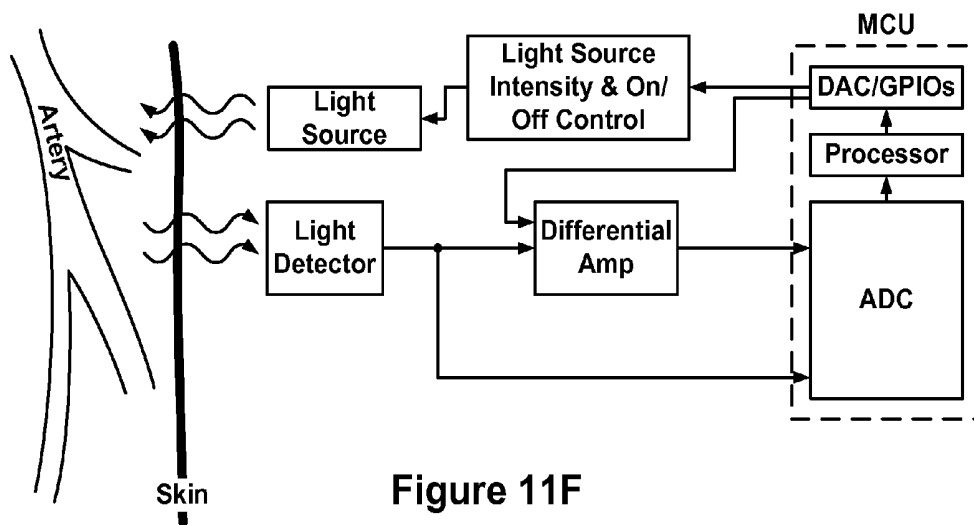 MCU
Light Source
Intensity & On/
Off Control
DAC/GPIOs
Light
Source
Processor
Artery
Light
Detector
Differential
Amp
ADC
Skin
Figure 11F